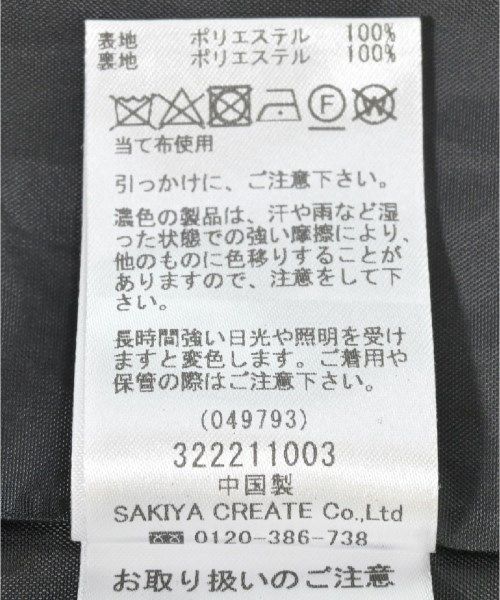 表地 ポリエステル 100%
裏地 ポリエステル 100%
F W
当て布使用
引っかけに、ご注意下さい。
濃色の製品は、汗や雨など湿
った状態での強い摩擦により、
他のものに色移りすることが
ありますので、注意をして下
さい。
長時間強い日光や照明を受け
ますと変色します。ご着用や
保管の際はご注意下さい。
(049793)
322211003
中国製
SAKIYA CREATE Co.,Ltd
☎ 0120-386-738
お取り扱いのご注意